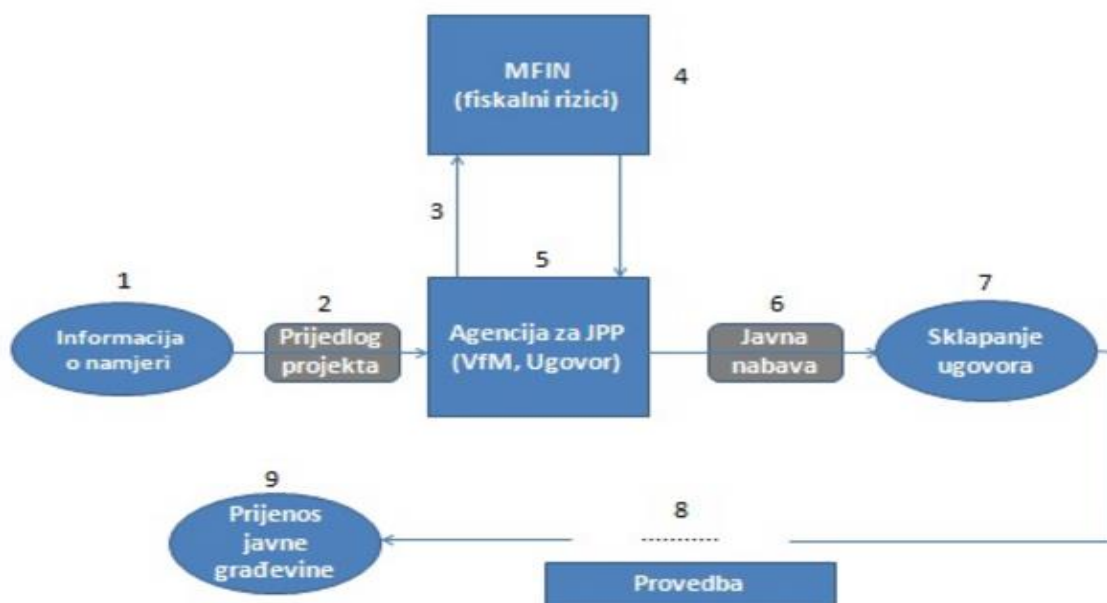 MFIN
(fiskalni rizici)
4
3
5
1
Informacija
o namjeri
2
Prijedlog
projekta
Agencija za JPP
(VfM, Ugovor)
6
Javna
nabava
7
Sklapanje
ugovora
9
Prijenos
javne
građevine
8
Provedba